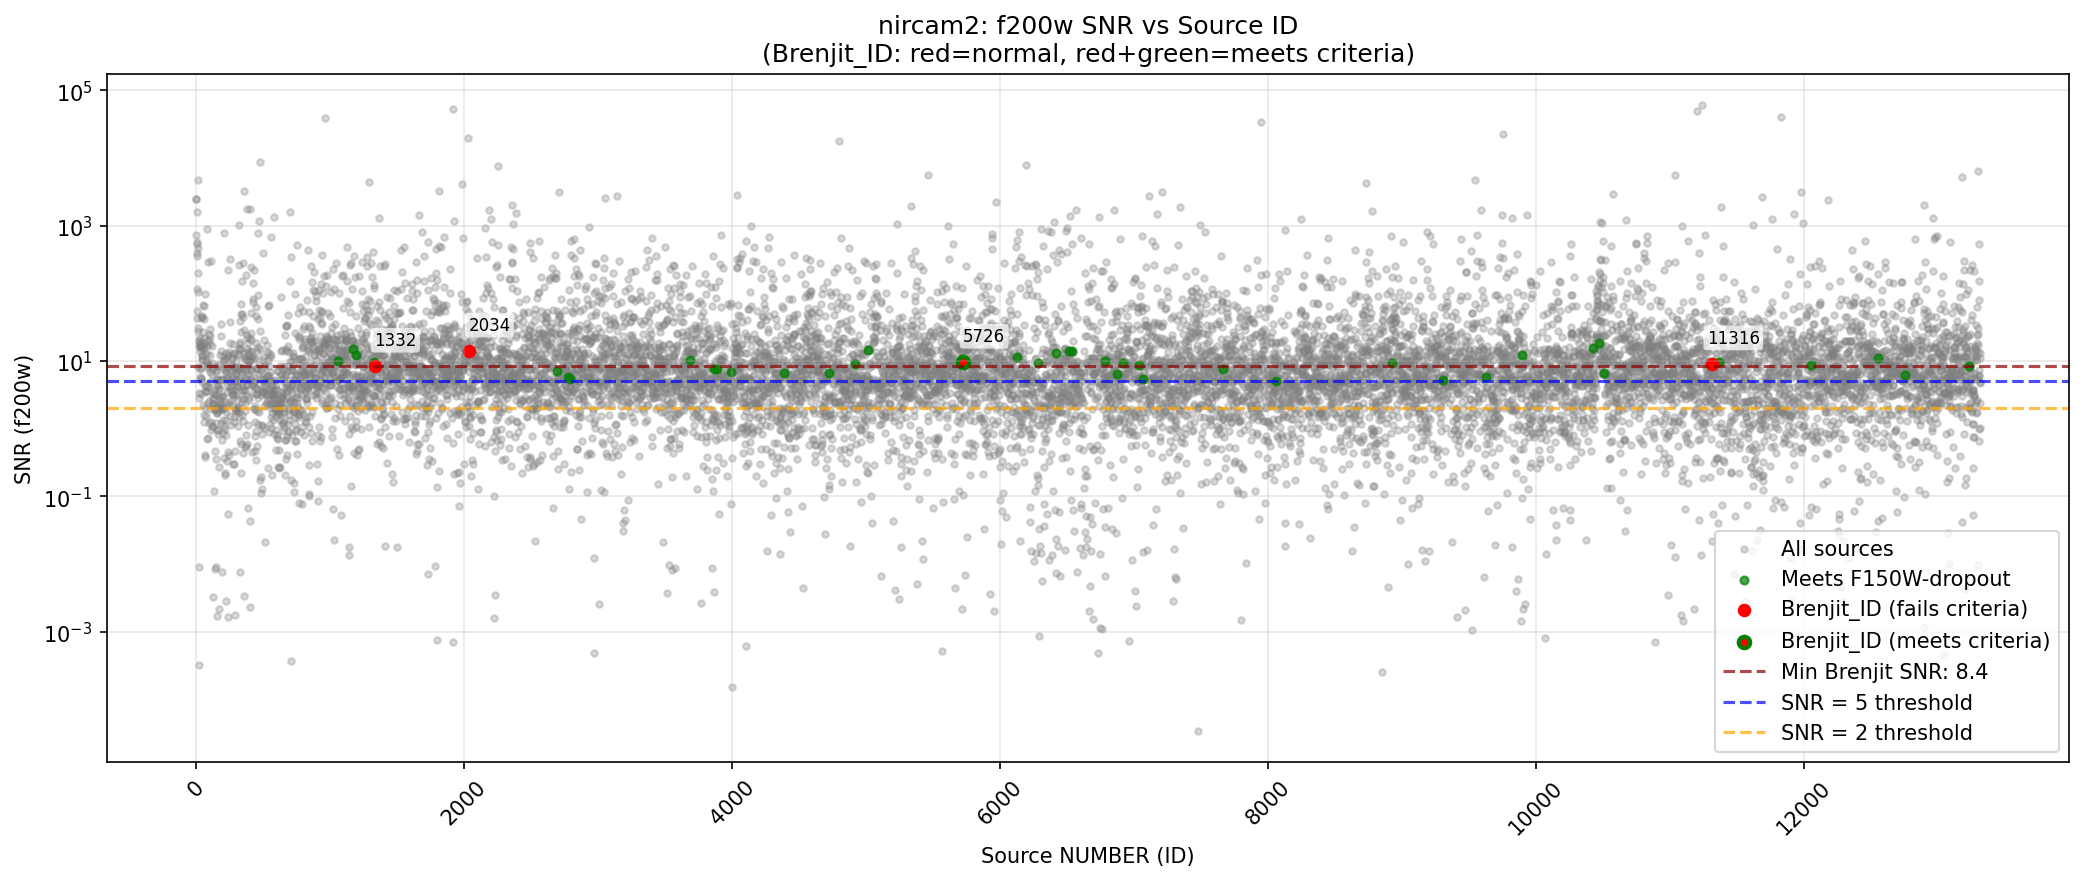 nircam2: f200w SNR vs Source ID
(Brenjit_ID: red=normal, red+green=meets criteria)
SNR (f200w)
10^5
10^3
10^1
10^−1
10^−3
1332
2034
5726
11316
All sources
Meets F150W-dropout
Brenjit_ID (fails criteria)
Brenjit_ID (meets criteria)
Min Brenjit SNR: 8.4
SNR = 5 threshold
SNR = 2 threshold
0
2000
4000
6000
8000
10000
12000
Source NUMBER (ID)